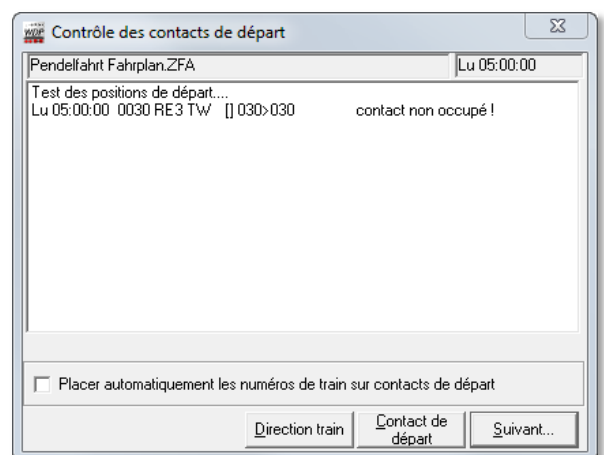 WDP Contrôle des contacts de départ
Pendelfahrt Fahrplan.ZFA Lu 05:00:00
Test des positions de départ....
Lu 05:00:00 0030 RE3 TW [] 030>030 contact non occupé !
Placer automatiquement les numéros de train sur contacts de départ
Direction train
Contact de
départ
Suivant...